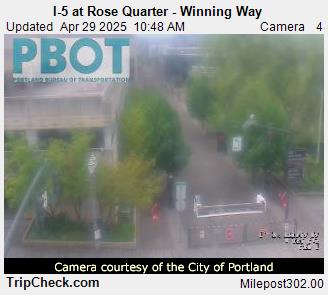 I-5 at Rose Quarter - Winning Way
Updated Apr 29 2025 10:48 AM Camera 4
PBOT
PORTLAND BUREAU OF TRANSPORTATION
Camera courtesy of the City of Portland
TripCheck.com Milepost302.00